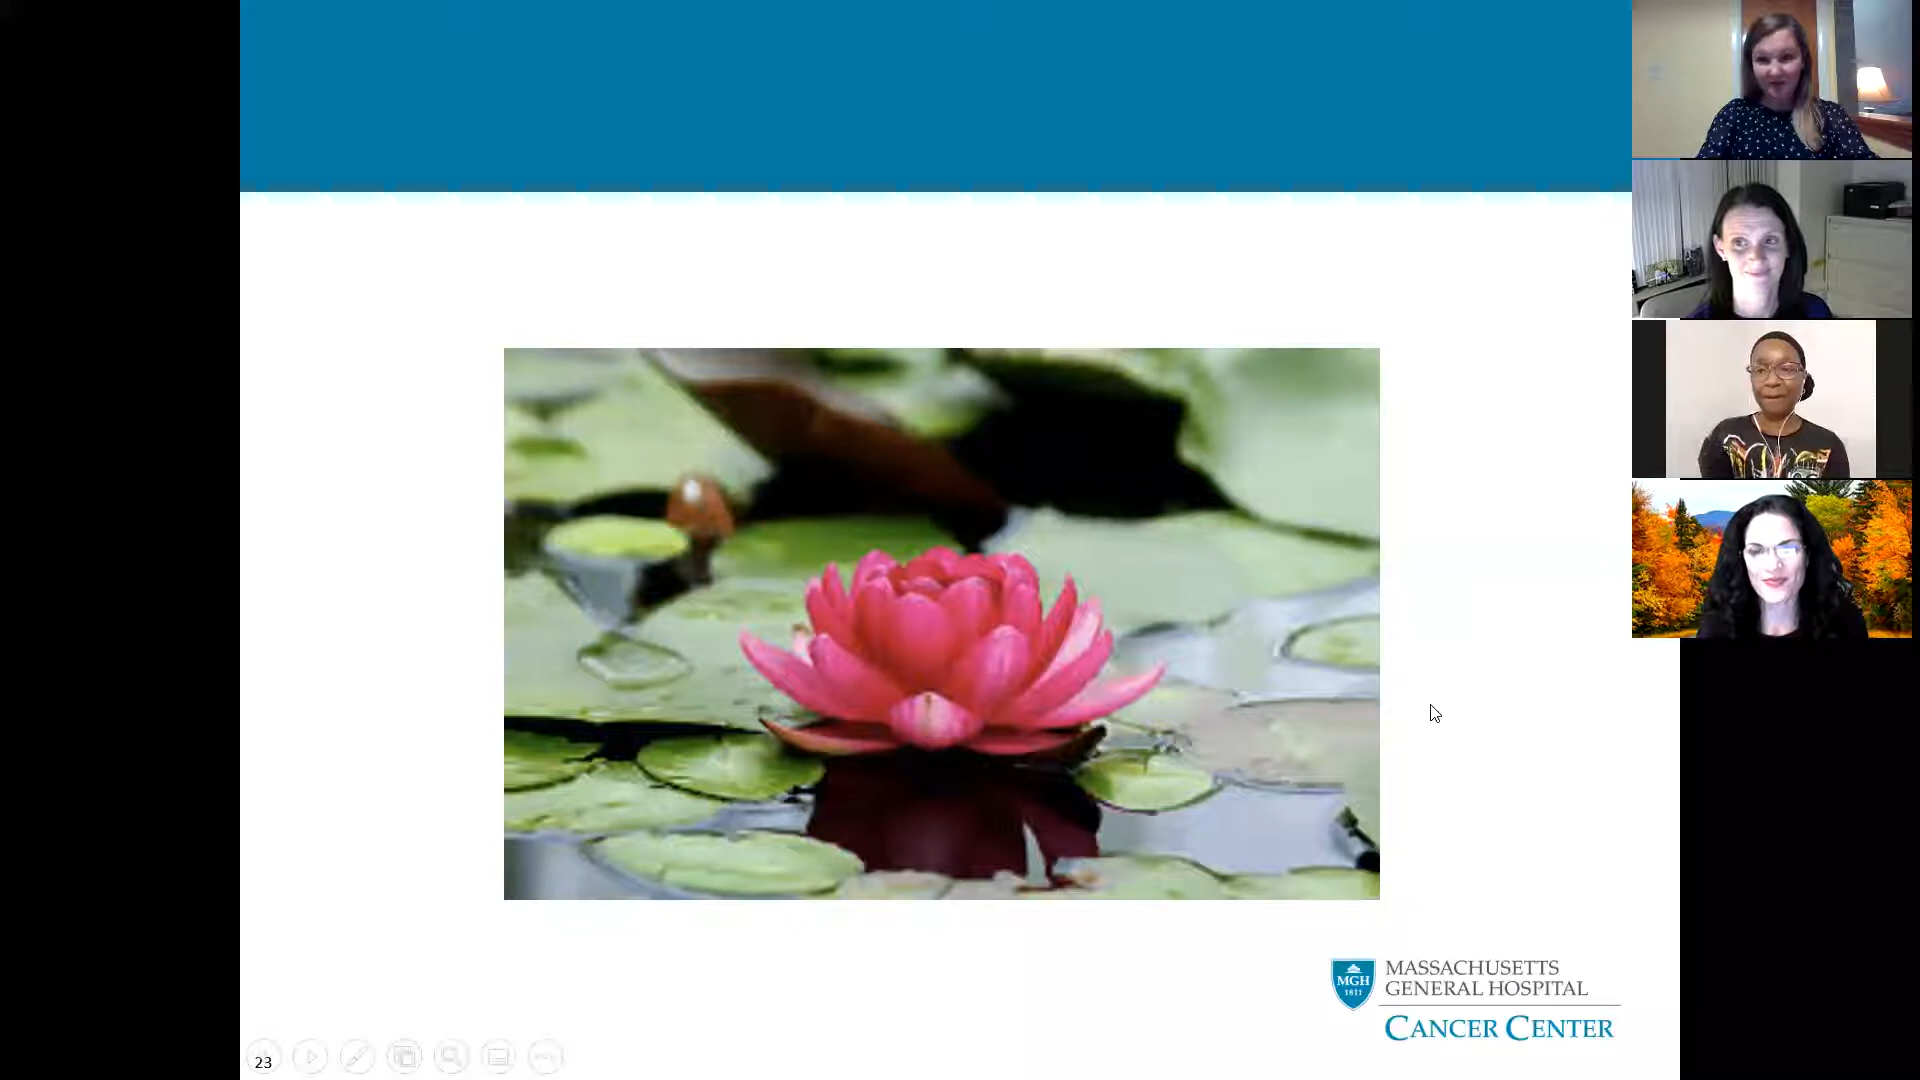 MGH
1811
MASSACHUSETTS
GENERAL HOSPITAL
CANCER CENTER
23